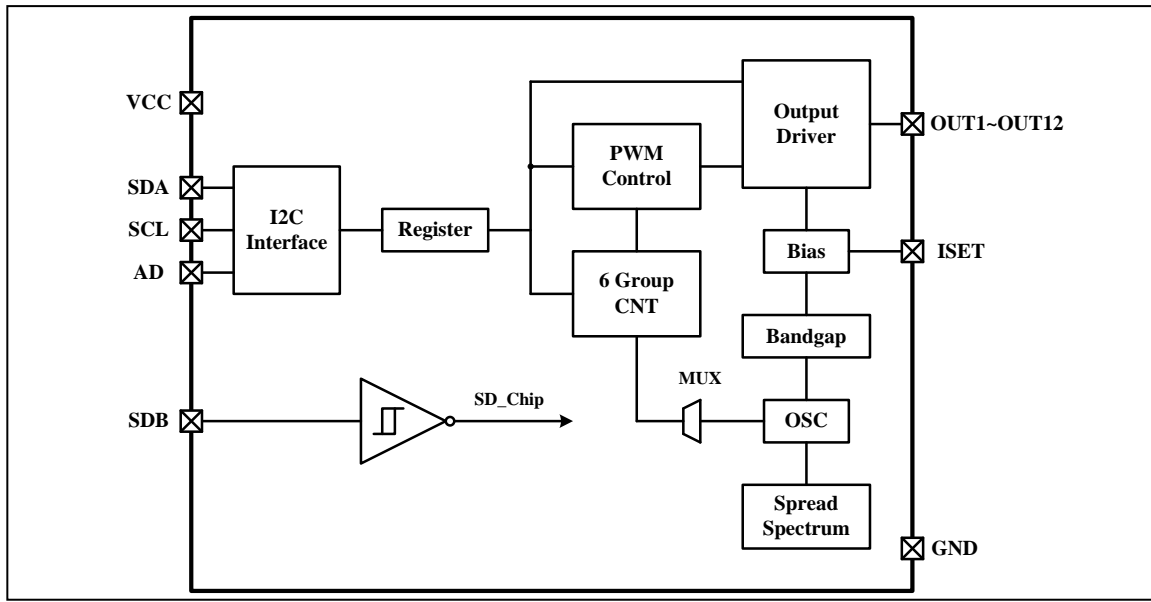 VCC
SDA
SCL
AD
SDB
I2C
Interface
Register
SD_Chip
PWM
Control
6 Group
CNT
MUX
Output
Driver
Bias
Bandgap
OSC
Spread
Spectrum
OUT1~OUT12
ISET
GND